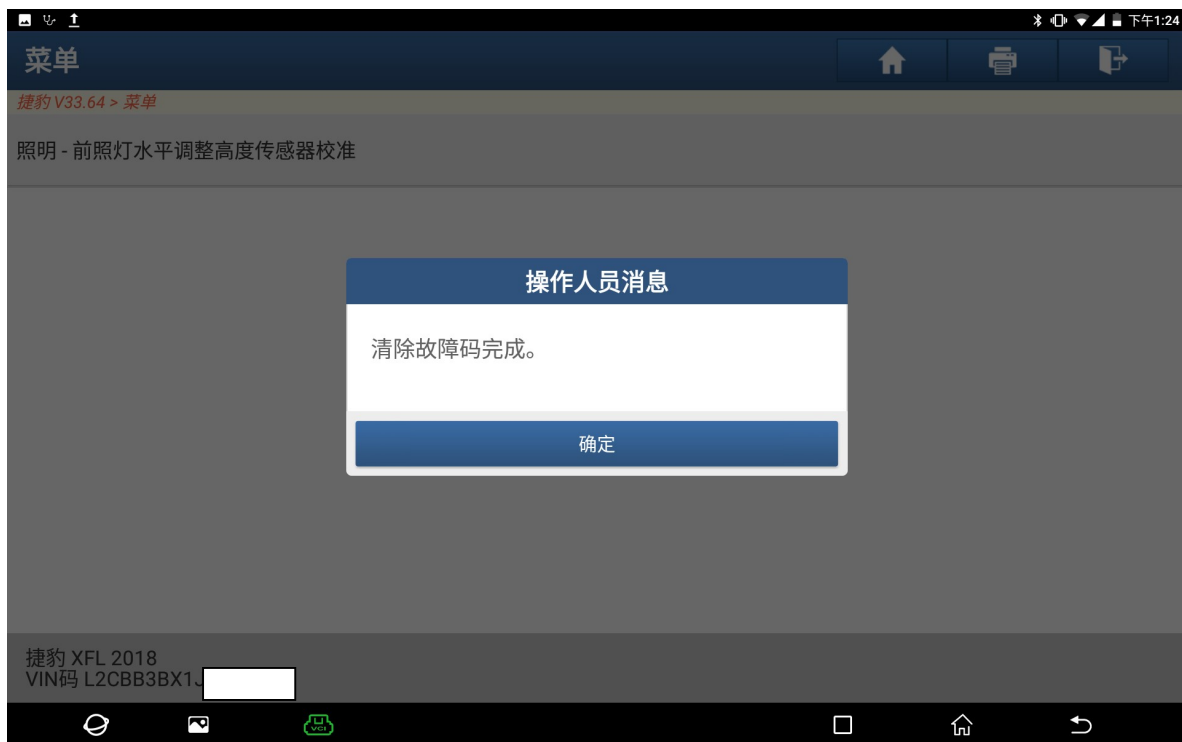 下午1:24
菜单
捷豹 V33.64 > 菜单
照明 - 前照灯水平调整高度传感器校准
操作人员消息
清除故障码完成。
确定
捷豹 XFL 2018
VIN码 L2CBB3BX1J
VCI